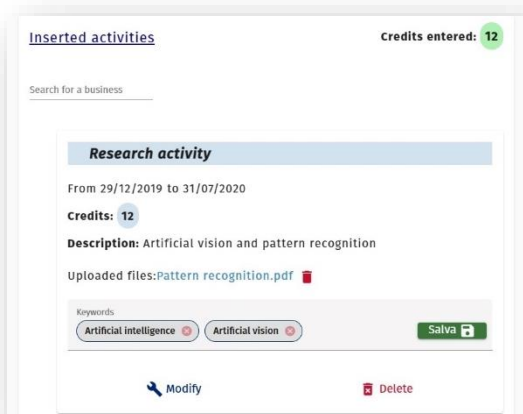 Inserted activities
Credits entered: 12
Search for a business
Research activity
From 29/12/2019 to 31/07/2020
Credits: 12
Description: Artificial vision and pattern recognition
Uploaded files:Pattern recognition.pdf
Keywords
Artificial intelligence Artificial vision Salva
Modify Delete